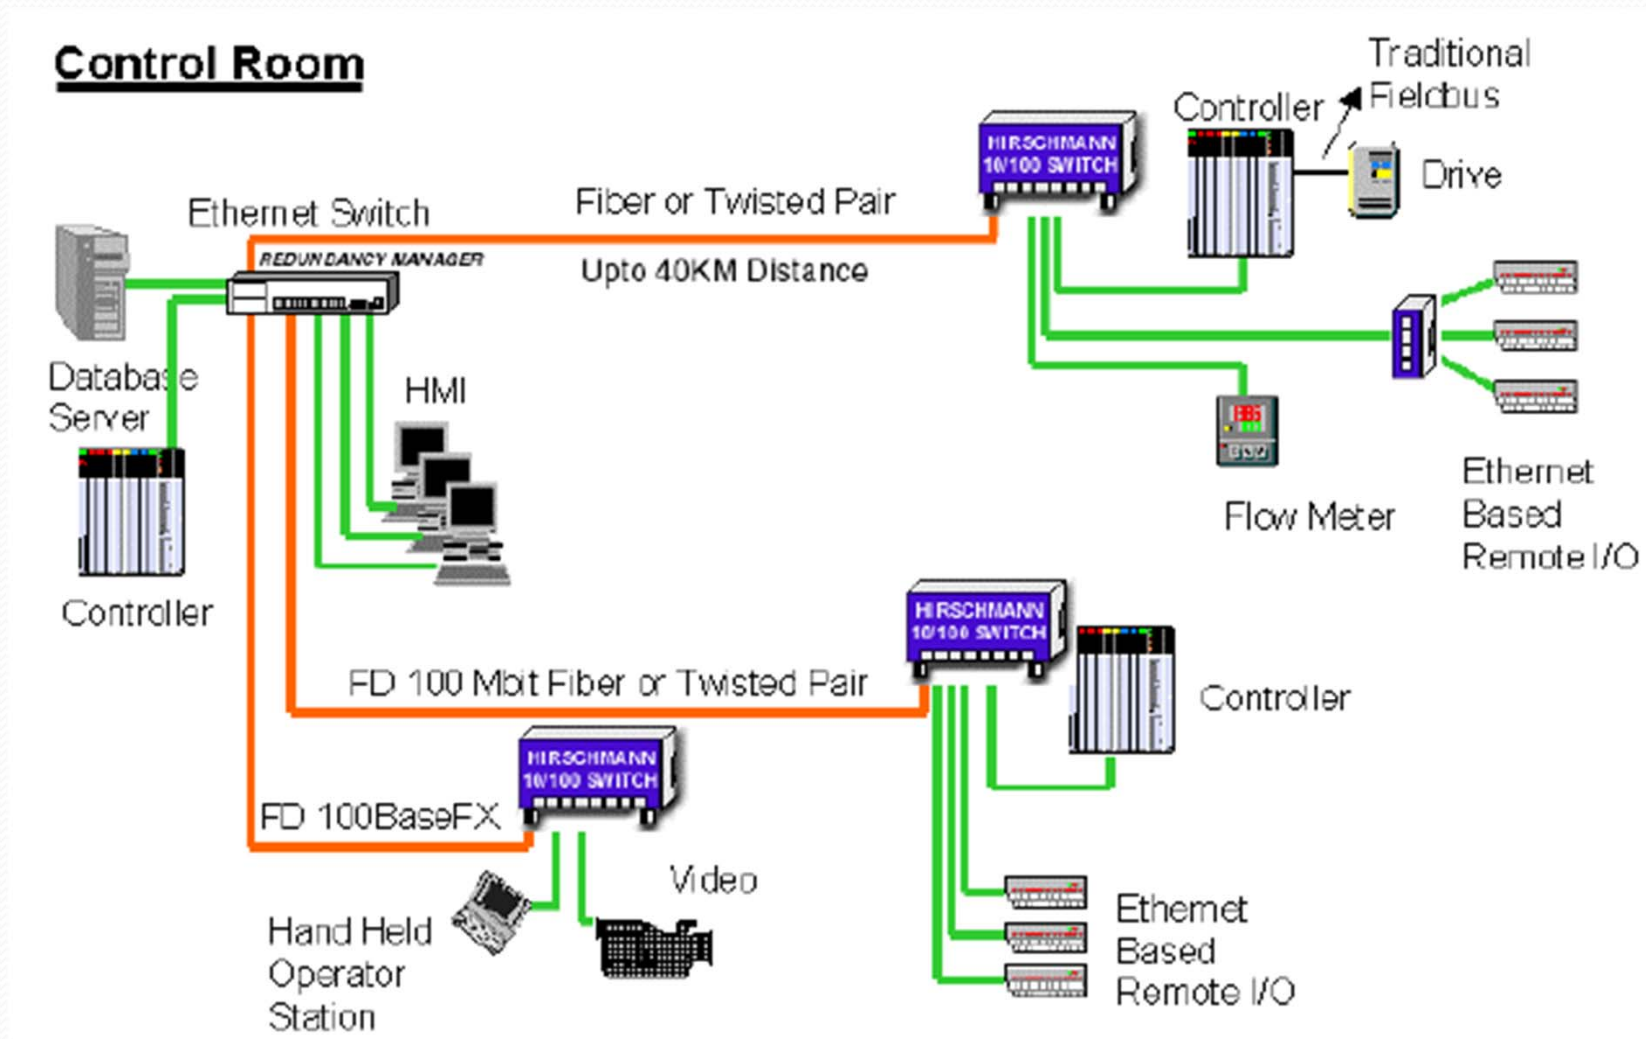 Control Room
Ethernet Switch
REDUNDANCY MANAGER
Fiber or Twisted Pair
Upto 40KM Distance
HIRSCHMANN
10/100 SWITCH
Controller
Traditional
Fieldbus
Drive
Database
Server
HMI
Controller
Flow Meter
Ethernet
Based
Remote I/O
FD 100 Mbit Fiber or Twisted Pair
HIRSCHMANN
10/100 SWITCH
Controller
HIRSCHMANN
10/100 SWITCH
FD 100BaseFX
Video
Hand Held
Operator
Station
Ethernet
Based
Remote I/O